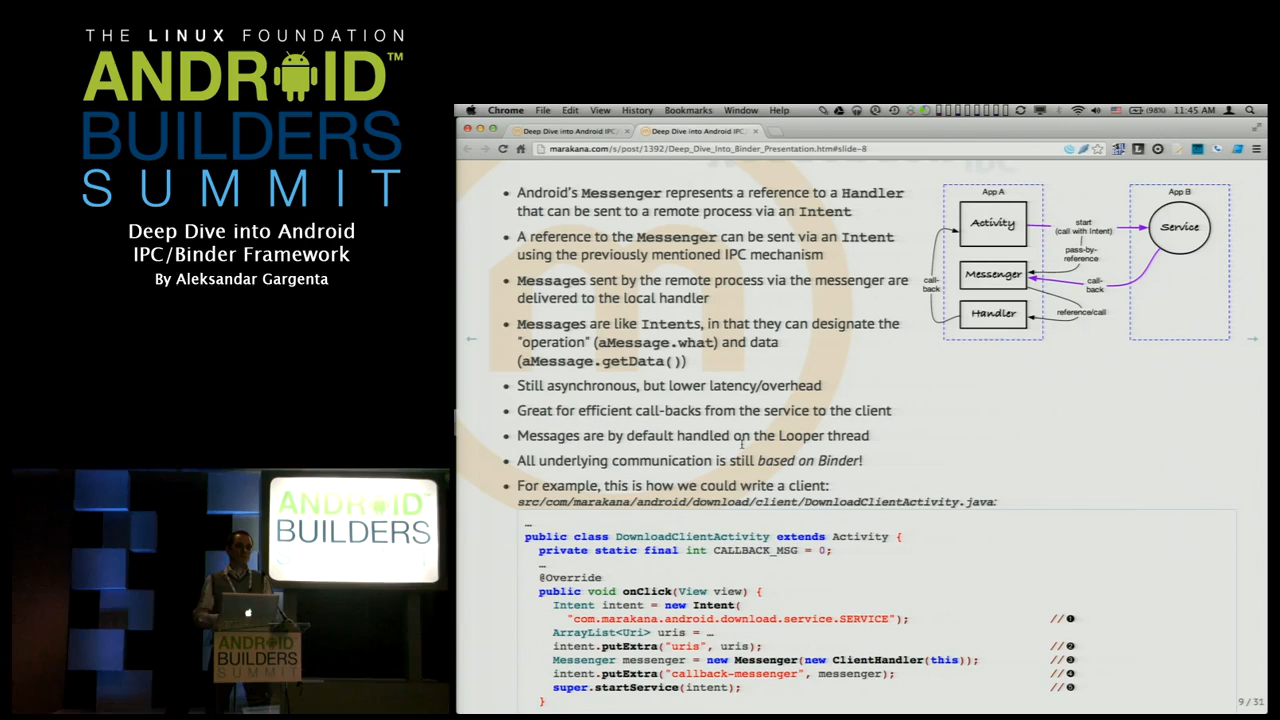 THE LINUX FOUNDATION
ANDROID™
BUILDERS
SUMMIT
Deep Dive into Android
IPC/Binder Framework
By Aleksandar Gargenta
Chrome File Edit View History Bookmarks Window Help (98%) 11:45 AM
Deep Dive into Android IPC/ × Deep Dive into Android IPC/ ×
marakana.com/s/post/1392/Deep_Dive_Into_Binder_Presentation.htm#slide-8
• Android's Messenger represents a reference to a Handler
that can be sent to a remote process via an Intent
• A reference to the Messenger can be sent via an Intent
using the previously mentioned IPC mechanism
• Messages sent by the remote process via the messenger are
delivered to the local handler
• Messages are like Intents, in that they can designate the
"operation" (aMessage.what) and data
(aMessage.getData())
• Still asynchronous, but lower latency/overhead
• Great for efficient call-backs from the service to the client
• Messages are by default handled on the Looper thread
• All underlying communication is still based on Binder!
• For example, this is how we could write a client:
src/com/marakana/android/download/client/DownloadClientActivity.java:
App A
App B
Activity
start
(call with Intent)
Service
pass-by-
reference
Messenger
call-
back
call-
back
Handler
reference/call
…
public class DownloadClientActivity extends Activity {
private static final int CALLBACK_MSG = 0;
…
@Override
public void onClick(View view) {
Intent intent = new Intent(
"com.marakana.android.download.service.SERVICE"); //❶
ArrayList<Uri> uris = …
intent.putExtra("uris", uris); //❷
Messenger messenger = new Messenger(new ClientHandler(this)); //❸
intent.putExtra("callback-messenger", messenger); //❹
super.startService(intent); //❺
}
9 / 31
ANDROID
BUILDERS
ANDROID
BUILDERS
SUMMIT